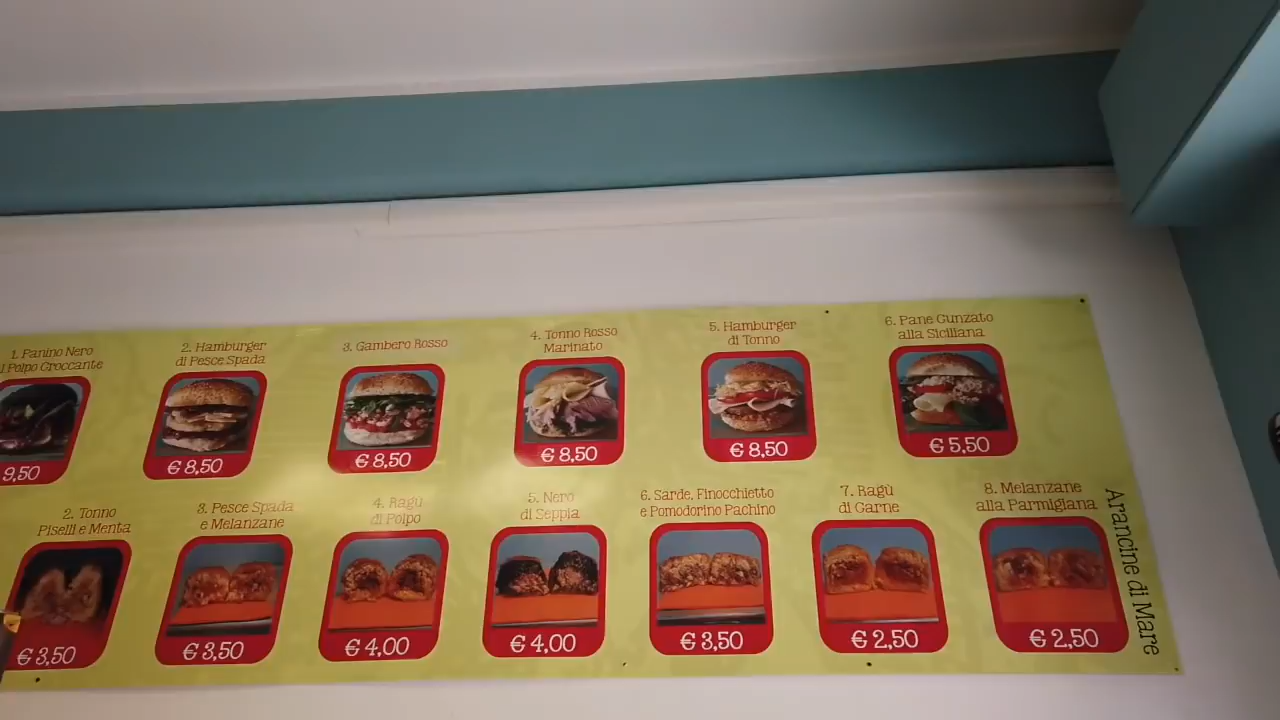 1. Panino Nero
Polpo Croccante
9,50
2. Hamburger
di Pesce Spada
€ 8,50
3. Gambero Rosso
€ 8,50
4. Tonno Rosso
Marinato
€ 8,50
5. Hamburger
di Tonno
€ 8,50
6. Pane Cunzato
alla Siciliana
€ 5,50
2. Tonno
Piselli e Menta
€ 3,50
3. Pesce Spada
e Melanzane
€ 3,50
4. Ragù
di Polpo
€ 4,00
5. Nero
di Seppia
€ 4,00
6. Sarde, Finocchietto
e Pomodorino Pachino
€ 3,50
7. Ragù
di Carne
€ 2,50
8. Melanzane
alla Parmigiana
€ 2,50
Arancine di Mare